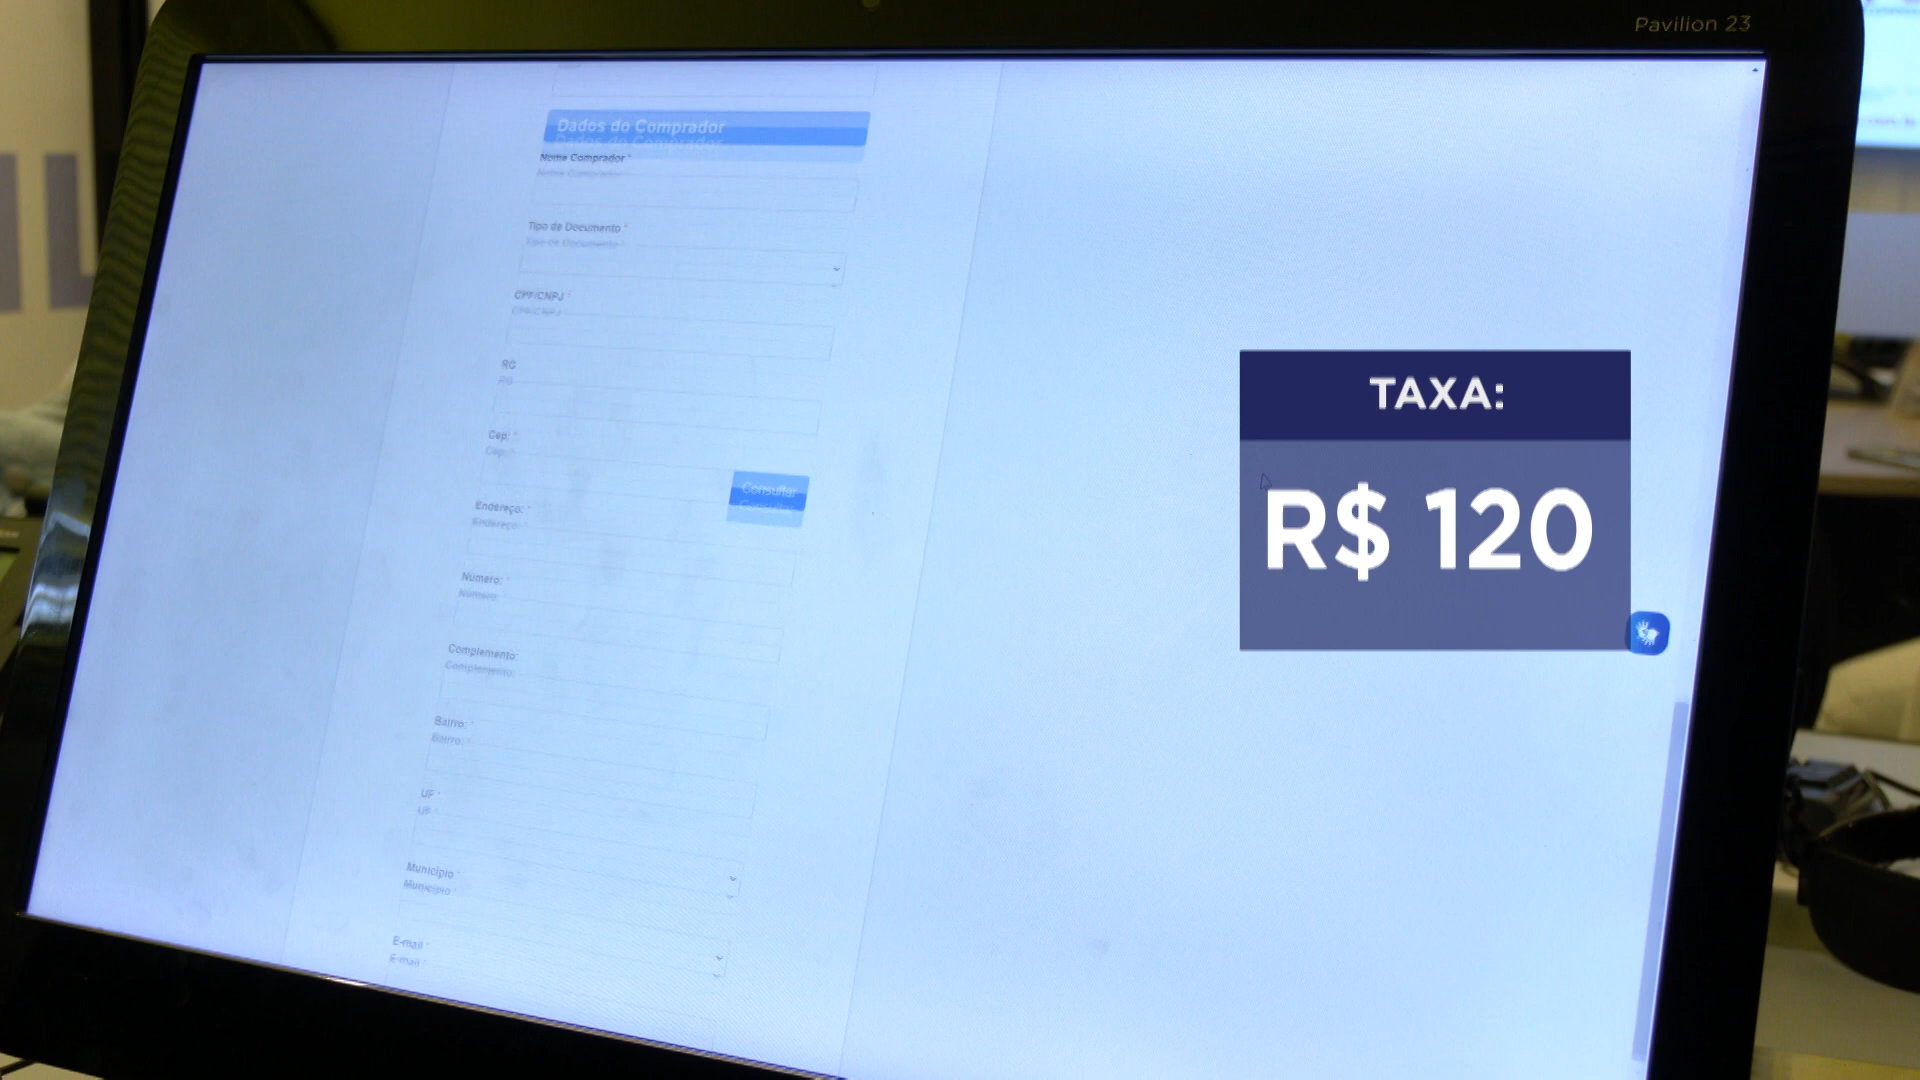 Pavilion 23
Dados do Comprador
Nome Comprador *
Tipo de Documento *
CPF/CNPJ *
RG
Cep: *
Consultar
Endereço: *
Número: *
Complemento:
Bairro: *
UF *
Município *
E-mail *
TAXA:
R$ 120